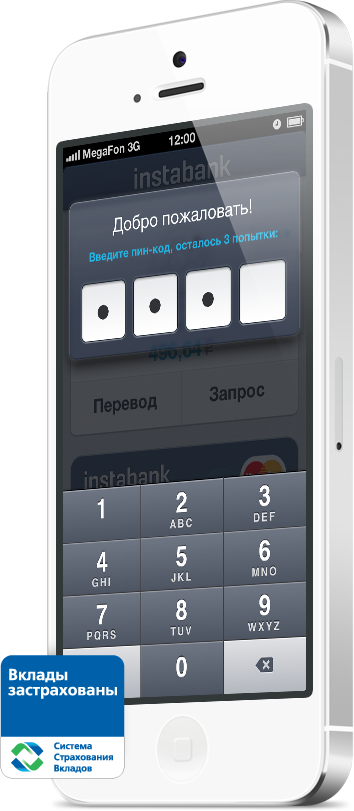 MegaFon 3G 12:00
instabank
Добро пожаловать!
Введите пин-код, осталось 3 попытки:
496,64
Перевод Запрос
instabank
1 2 3
ABC DEF
4 5 6
GHI JKL MNO
7 8 9
PQRS TUV WXYZ
0
Вклады
застрахованы
Система
Страхования
Вкладов